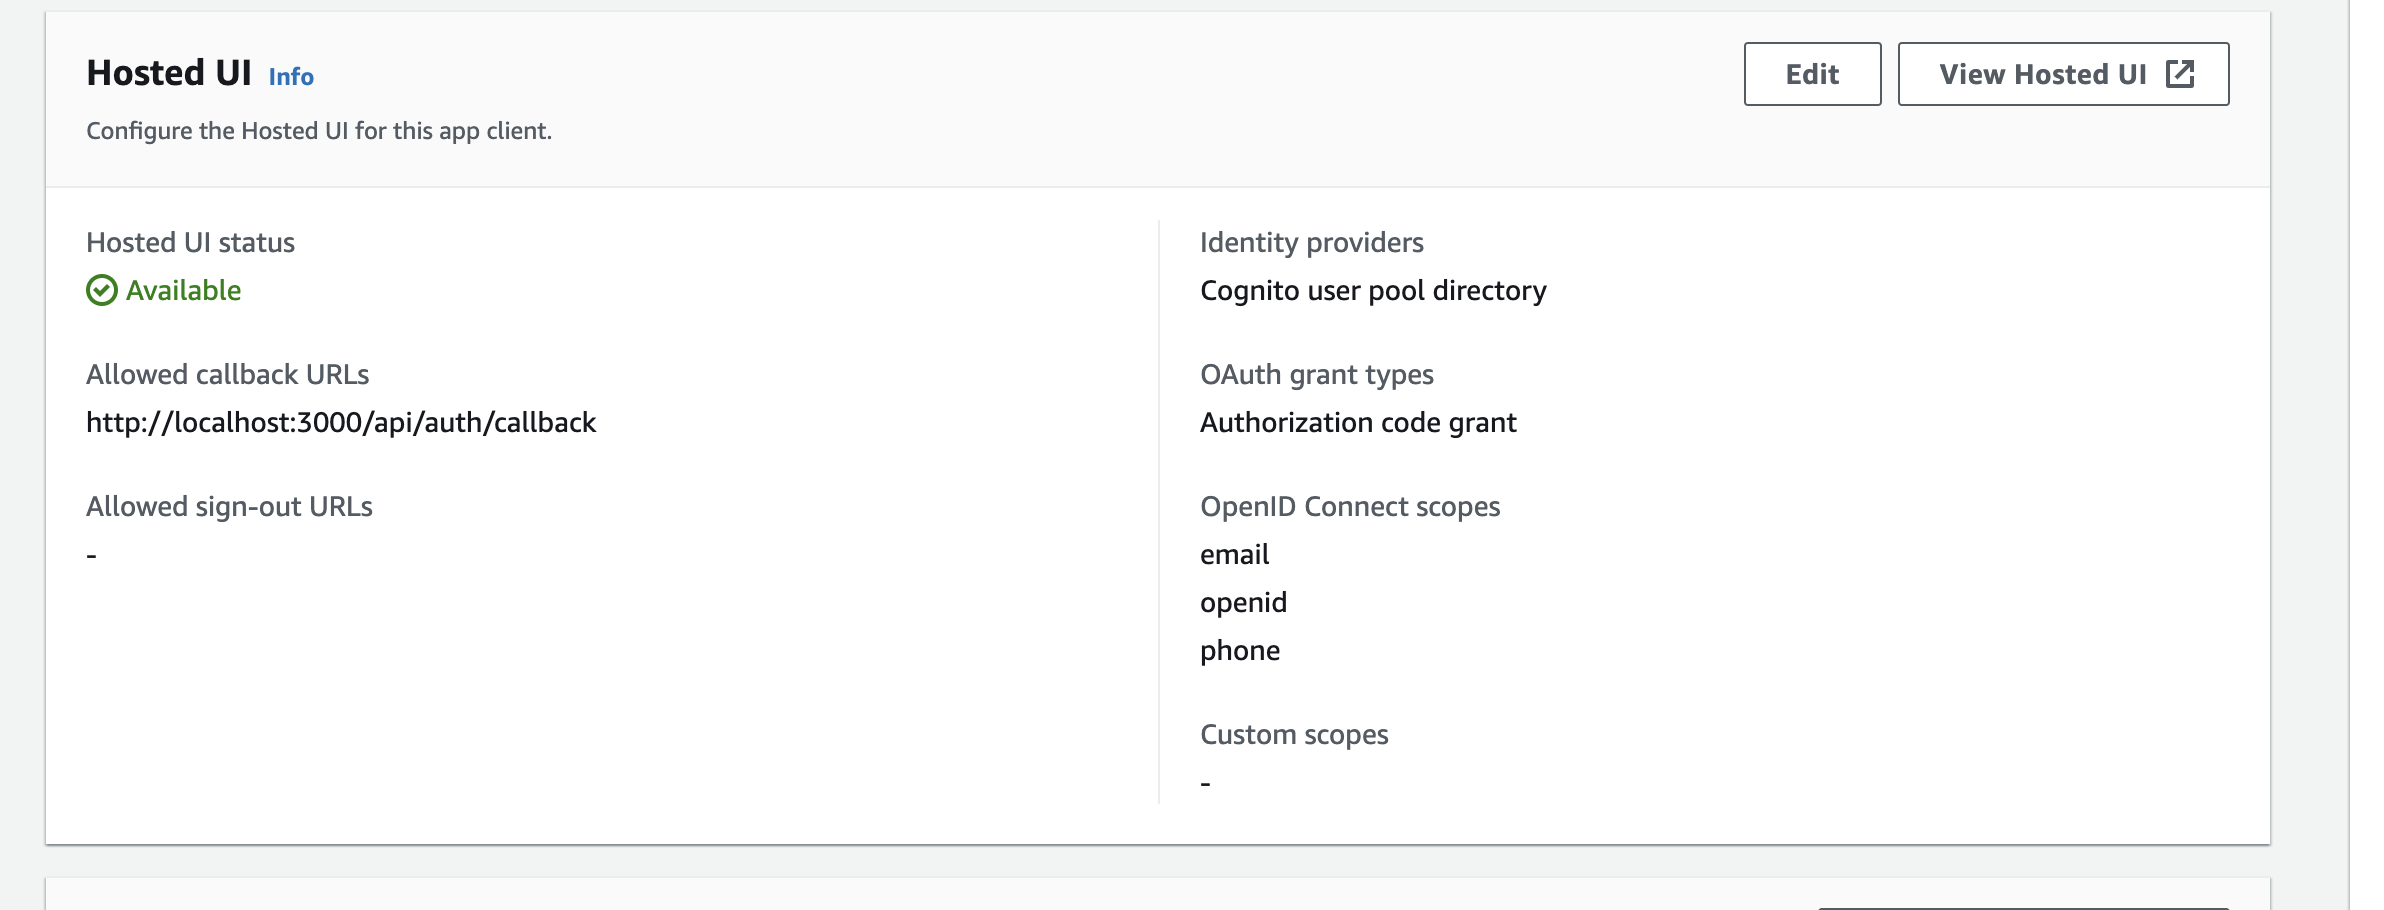 Hosted UI Info
Edit
View Hosted UI
Configure the Hosted UI for this app client.
Hosted UI status
Available
Allowed callback URLs
http://localhost:3000/api/auth/callback
Allowed sign-out URLs
-
Identity providers
Cognito user pool directory
OAuth grant types
Authorization code grant
OpenID Connect scopes
email
openid
phone
Custom scopes
-